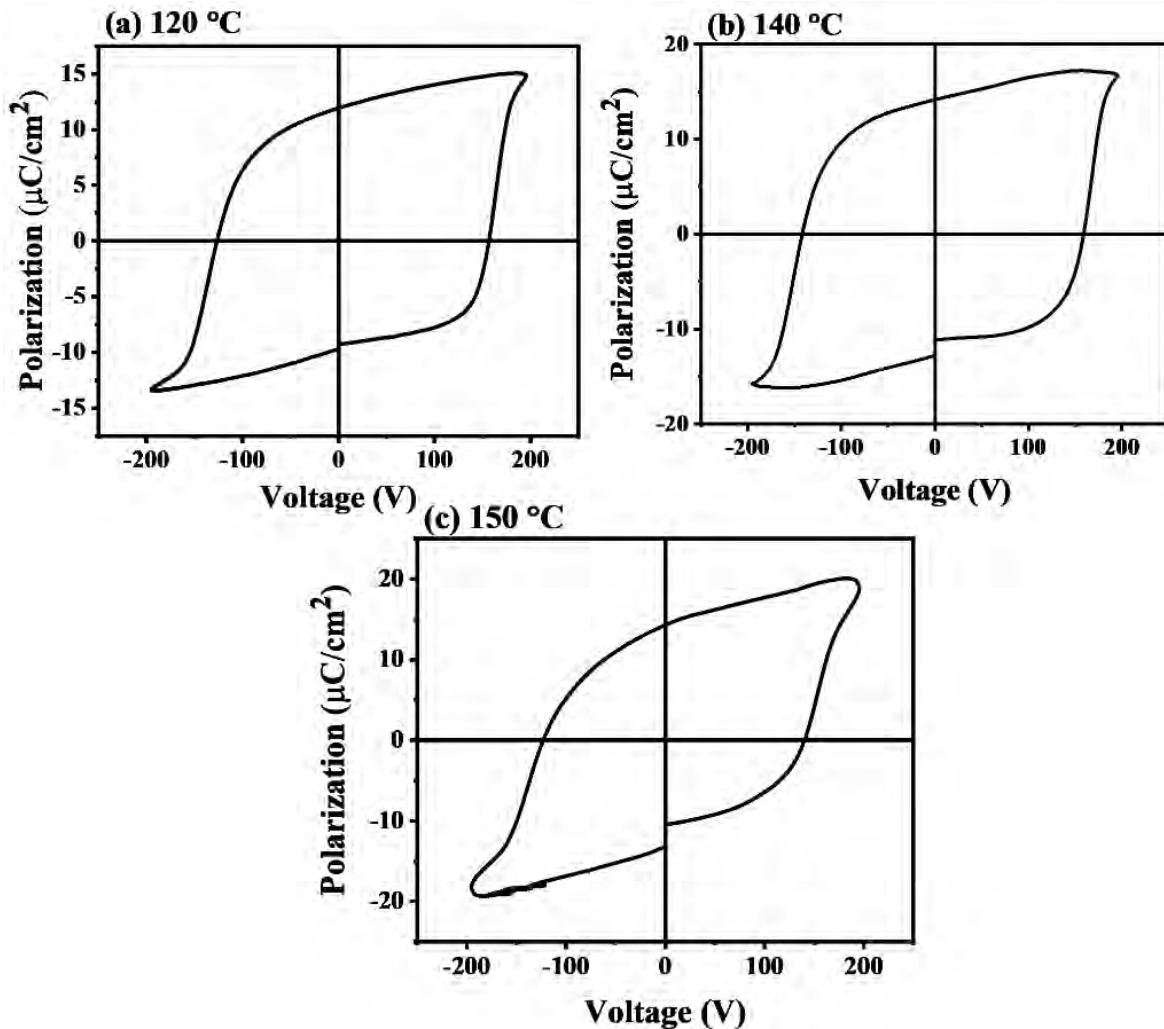 (a) 120 °C
15
10
5
0
-5
-10
-15
Polarization (μC/cm²)
-200 -100 0 100 200
Voltage (V)
(b) 140 °C
20
10
0
-10
-20
Polarization (μC/cm²)
-200 -100 0 100 200
Voltage (V)
(c) 150 °C
20
10
0
-10
-20
Polarization (μC/cm²)
-200 -100 0 100 200
Voltage (V)